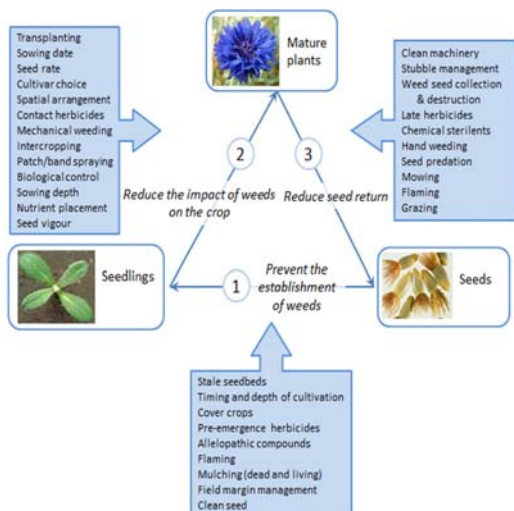 Transplanting
Sowing date
Seed rate
Cultivar choice
Spatial arrangement
Contact herbicides
Mechanical weeding
Intercropping
Patch/band spraying
Biological control
Sowing depth
Nutrient placement
Seed vigour
Mature
plants
Clean machinery
Stubble management
Weed seed collection
& destruction
Late herbicides
Chemical sterilents
Hand weeding
Seed predation
Mowing
Flaming
Grazing
2
3
Reduce the impact of weeds
on the crop
Reduce seed return
Seedlings
1
Prevent the
establishment
of weeds
Seeds
Stale seedbeds
Timing and depth of cultivation
Cover crops
Pre-emergence herbicides
Allelopathic compounds
Flaming
Mulching (dead and living)
Field margin management
Clean seed